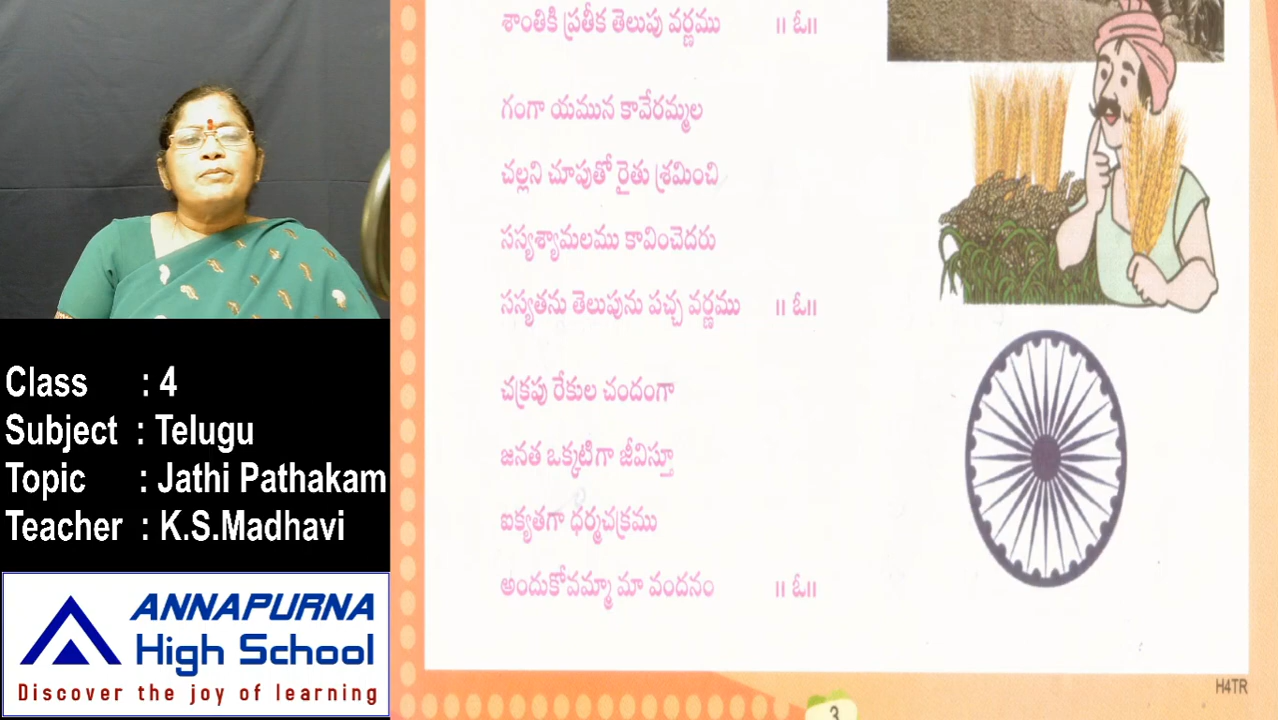 శాంతికి ప్రతీక తెలుపు వర్ణము ॥ ఓ॥
గంగా యమున కావేరమ్మల
చల్లని చూపుతో రైతు శ్రమించి
సస్యశ్యామలము కావించెదరు
సస్యతను తెలుపును పచ్చ వర్ణము ॥ ఓ॥
చక్రపు రేకుల చందంగా
జనత ఒక్కటిగా జీవిస్తూ
ఐక్యతగా ధర్మచక్రము
అందుకోవమ్మా మా వందనం ॥ ఓ॥
H4TR
3
Class : 4
Subject : Telugu
Topic : Jathi Pathakam
Teacher : K.S.Madhavi
ANNAPURNA
High School
Discover the joy of learning